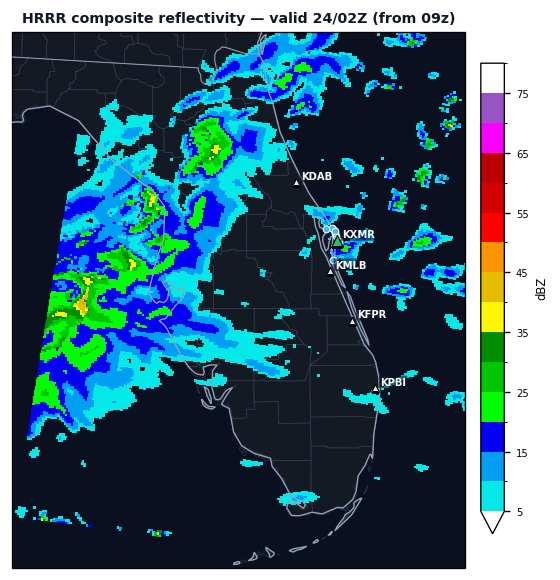 HRRR composite reflectivity — valid 24/02Z (from 09z)
KDAB
KXMR
KMLB
KFPR
KPBI
75
65
55
45
35
25
15
5
dBZ